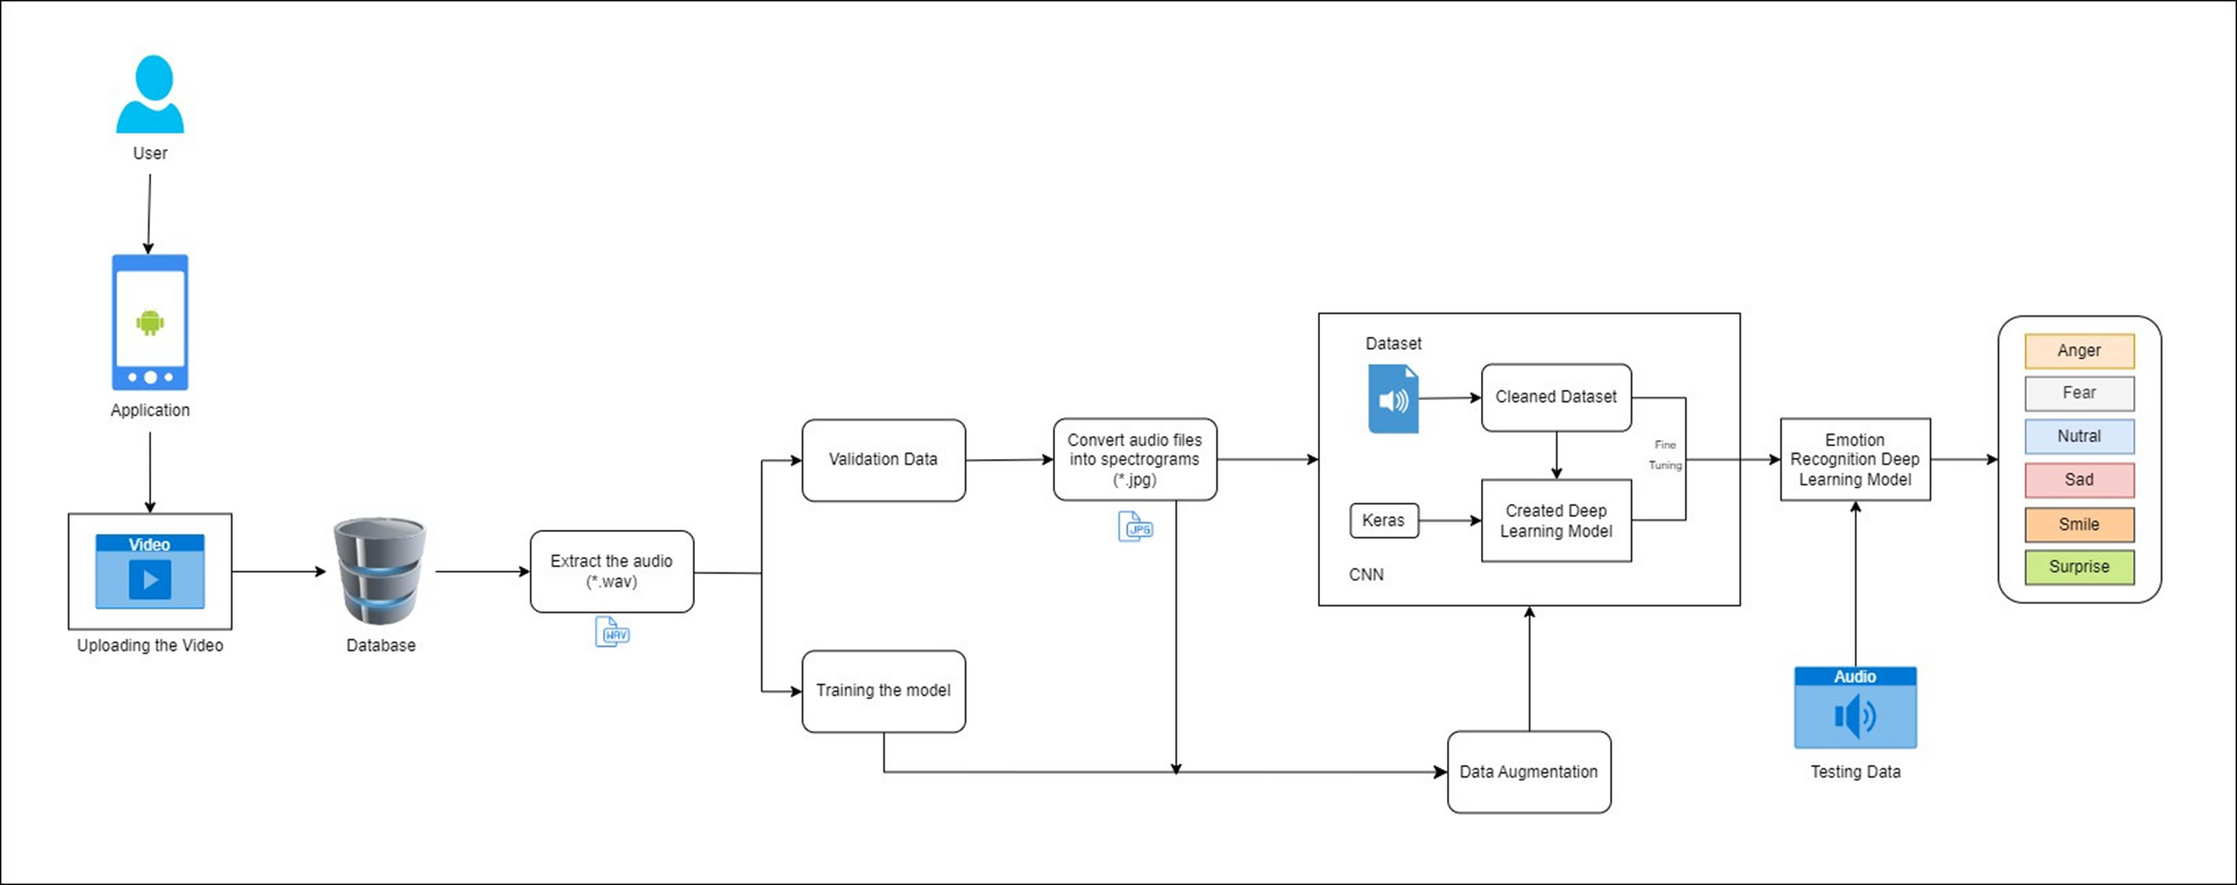 User
Application
Video
Uploading the Video
Database
Extract the audio
(*.wav)
WAV
Validation Data
Training the model
Convert audio files
into spectrograms
(*.jpg)
JPG
Dataset
Cleaned Dataset
Keras
Created Deep
Learning Model
CNN
Fine
Tuning
Data Augmentation
Emotion
Recognition Deep
Learning Model
Audio
Testing Data
Anger
Fear
Nutral
Sad
Smile
Surprise